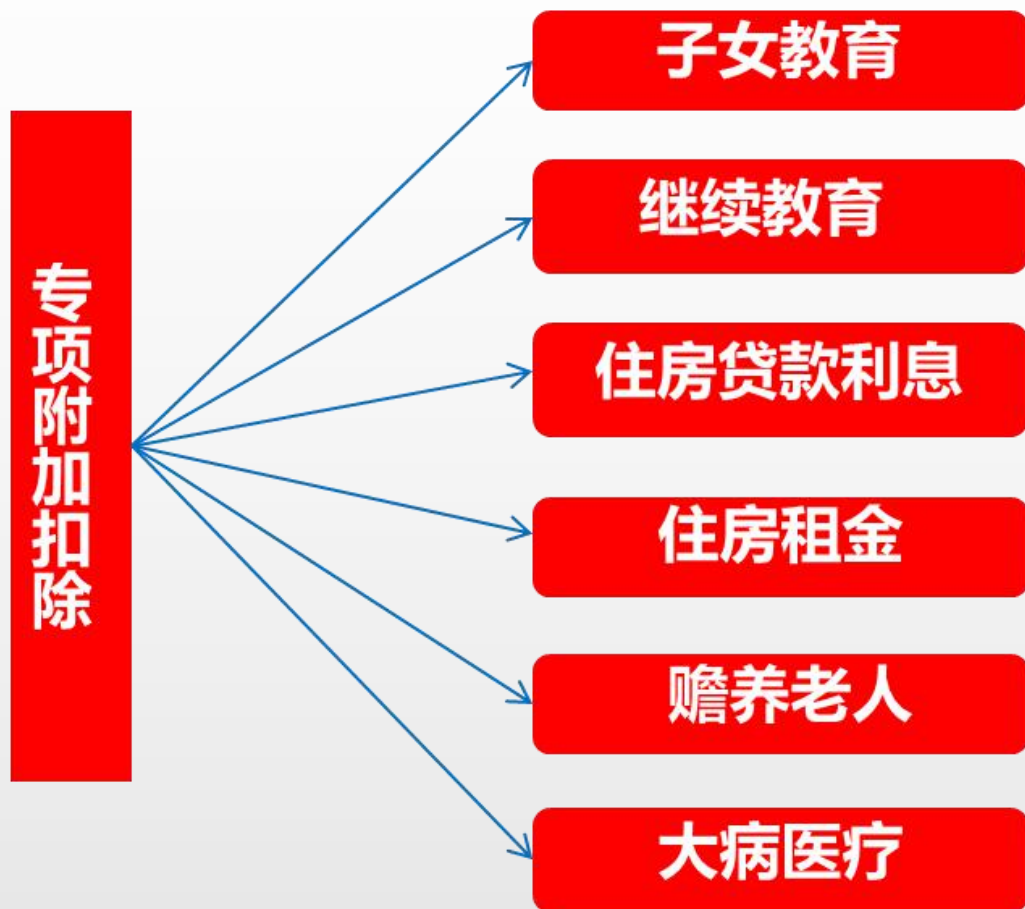 专项附加扣除
子女教育
继续教育
住房贷款利息
住房租金
赡养老人
大病医疗